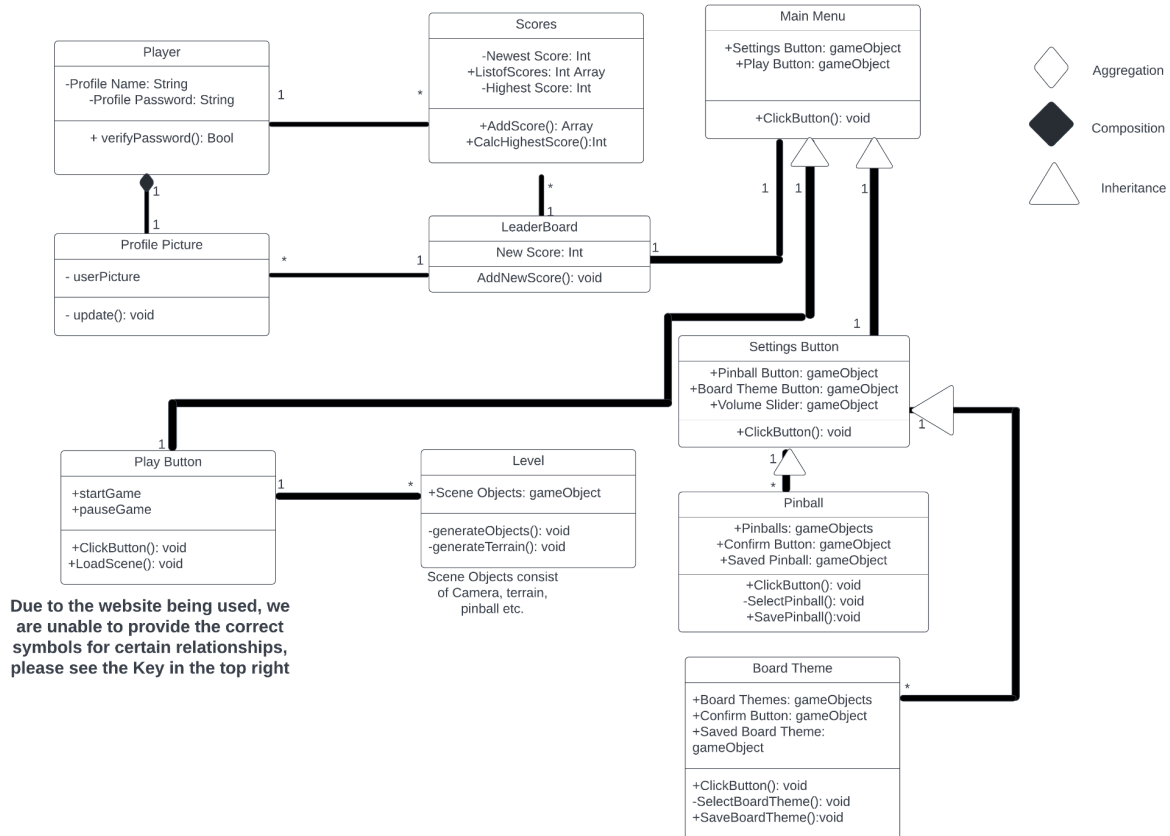 Player
-Profile Name: String
-Profile Password: String
+ verifyPassword(): Bool
1
*
Scores
-Newest Score: Int
+ListofScores: Int Array
-Highest Score: Int
+AddScore(): Array
+CalcHighestScore():Int
Main Menu
+Settings Button: gameObject
+Play Button: gameObject
+ClickButton(): void
Aggregation
Composition
Inheritance
1
1
Profile Picture
- userPicture
- update(): void
*
1
*
1
LeaderBoard
New Score: Int
AddNewScore(): void
1
1
1
1
1
Settings Button
+Pinball Button: gameObject
+Board Theme Button: gameObject
+Volume Slider: gameObject
+ClickButton(): void
1
1
Play Button
+startGame
+pauseGame
+ClickButton(): void
+LoadScene(): void
1
*
Level
+Scene Objects: gameObject
-generateObjects(): void
-generateTerrain(): void
Scene Objects consist
of Camera, terrain,
pinball etc.
1
*
Pinball
+Pinballs: gameObjects
+Confirm Button: gameObject
+Saved Pinball: gameObject
+ClickButton(): void
-SelectPinball(): void
+SavePinball():void
Due to the website being used, we
are unable to provide the correct
symbols for certain relationships,
please see the Key in the top right
Board Theme
*
+Board Themes: gameObjects
+Confirm Button: gameObject
+Saved Board Theme:
gameObject
+ClickButton(): void
-SelectBoardTheme(): void
+SaveBoardTheme():void